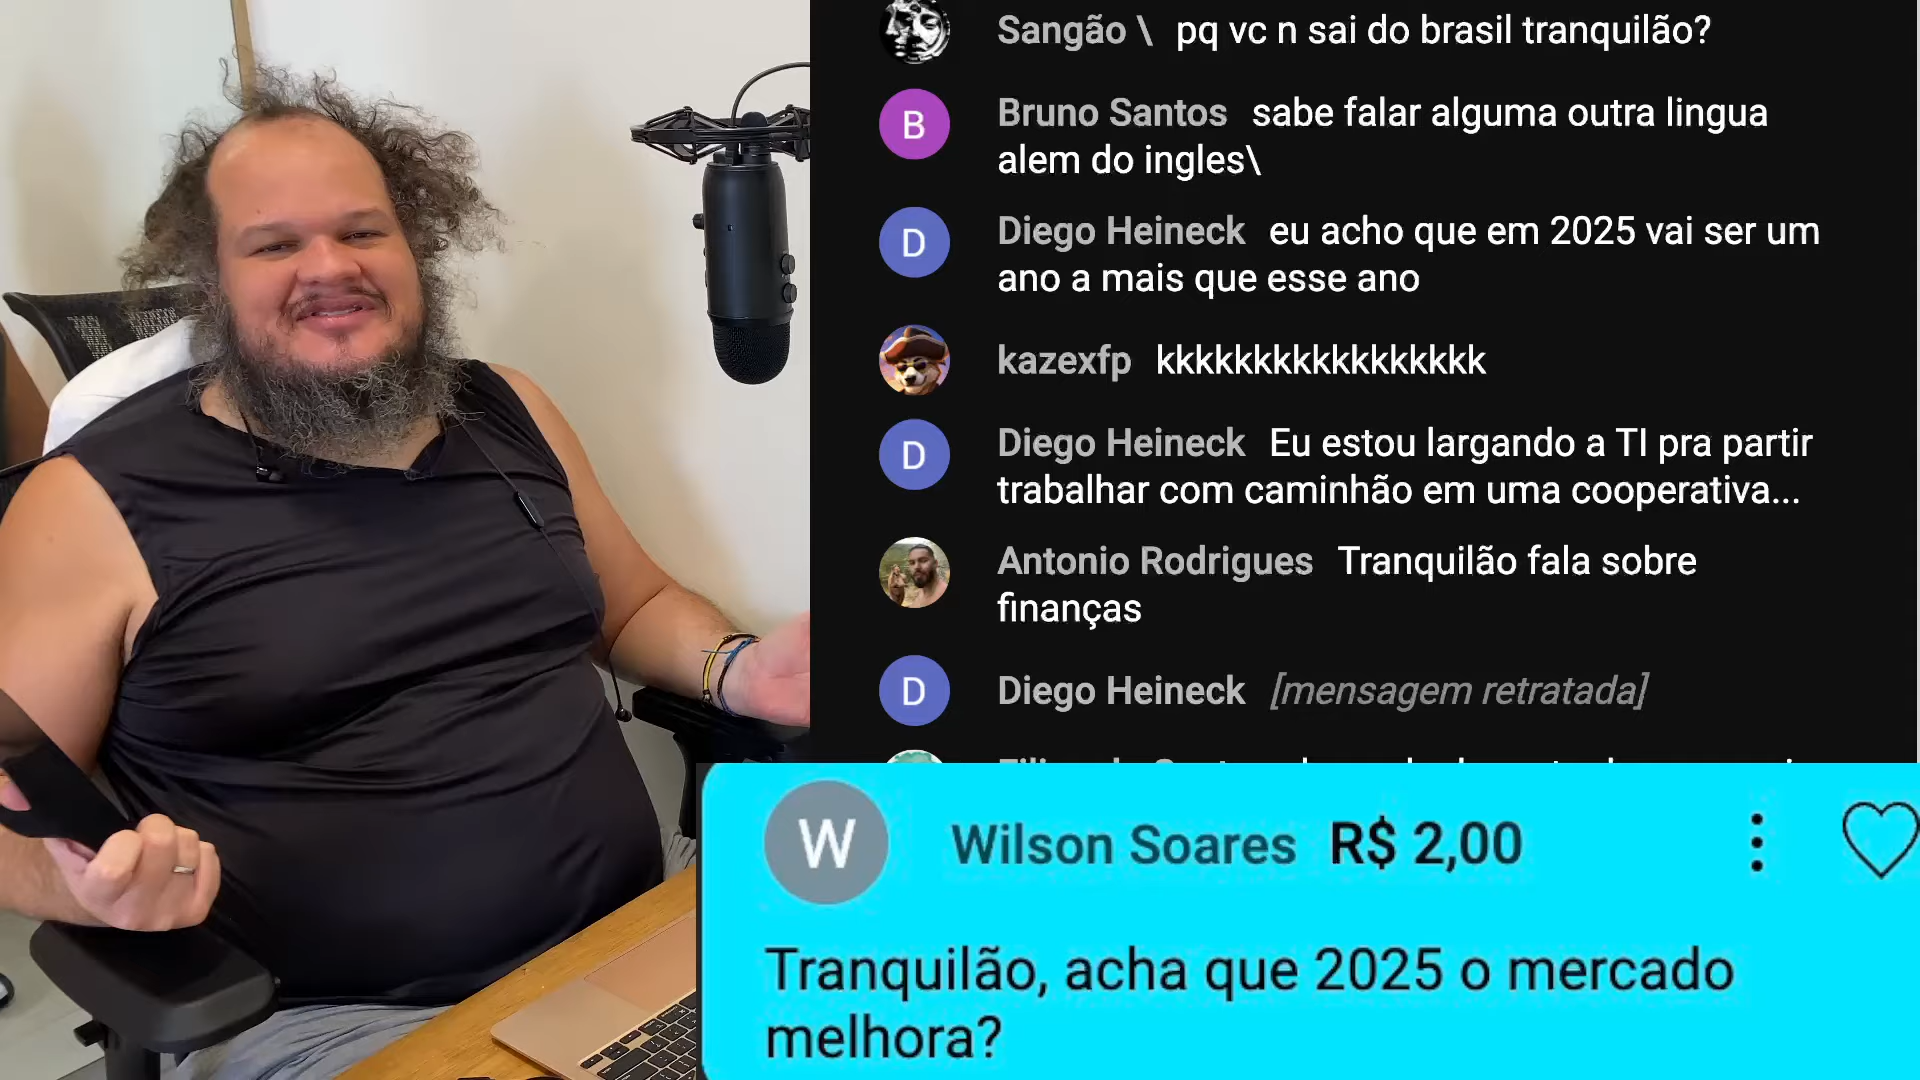 Sangão \ pq vc n sai do brasil tranquilão?
B
Bruno Santos sabe falar alguma outra lingua
alem do ingles\
D
Diego Heineck eu acho que em 2025 vai ser um
ano a mais que esse ano
kazexfp kkkkkkkkkkkkkkkkk
D
Diego Heineck Eu estou largando a TI pra partir
trabalhar com caminhão em uma cooperativa...
Antonio Rodrigues Tranquilão fala sobre
finanças
D
Diego Heineck [mensagem retratada]
W
Wilson Soares R$ 2,00
Tranquilão, acha que 2025 o mercado
melhora?